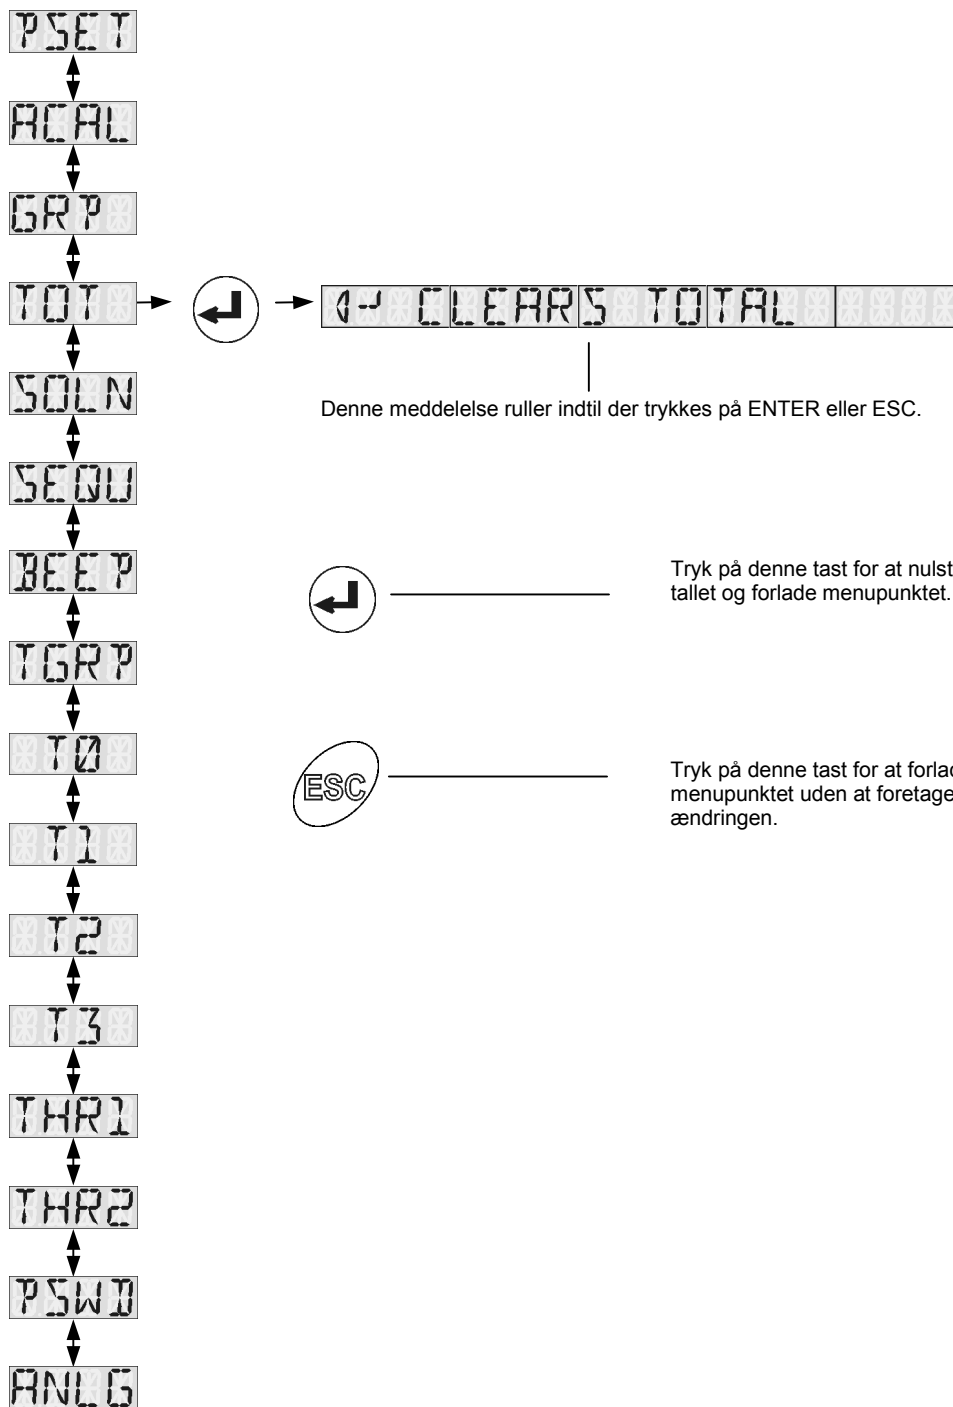 PSET
ACAL
GRP
TOT
↵ CLEARS TOTAL
Denne meddelelse ruller indtil der trykkes på ENTER eller ESC.
SOLN
SEQU
BEEP
Tryk på denne tast for at nulst
tallet og forlade menupunktet.
TGRP
T0
ESC
Tryk på denne tast for at forlad
menupunktet uden at foretage
ændringen.
T1
T2
T3
THR1
THR2
PSWD
ANLG